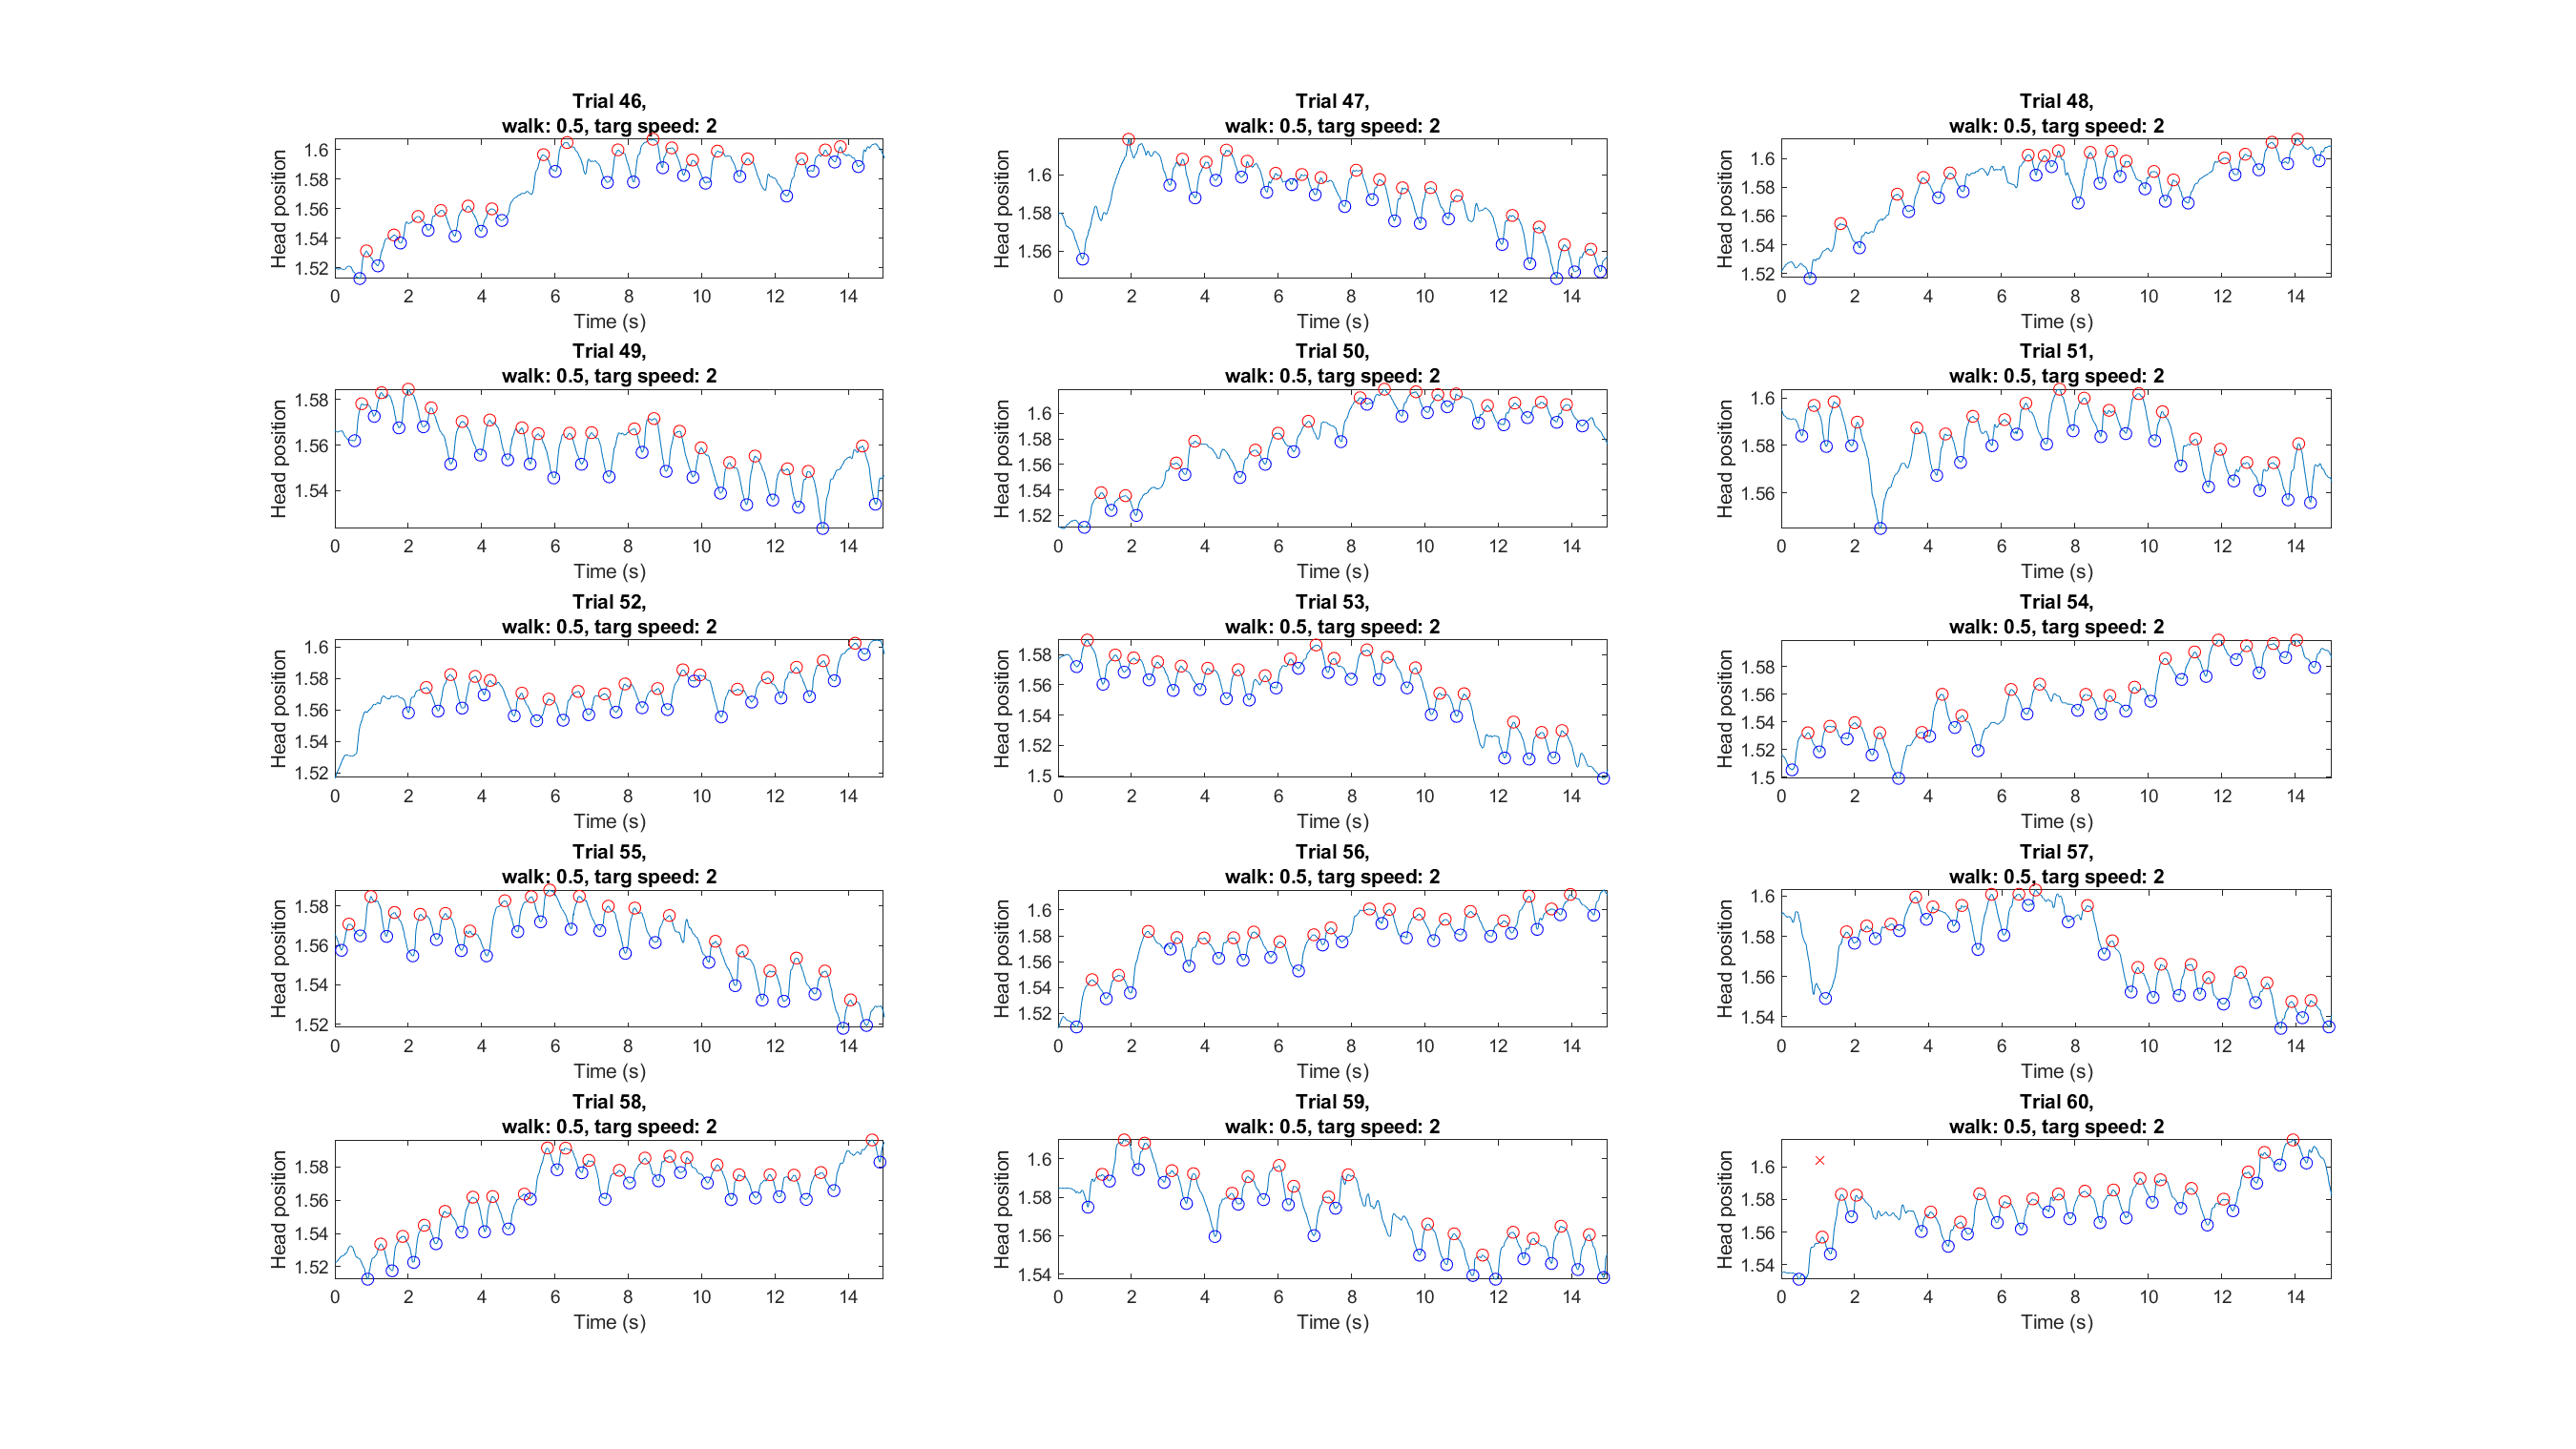 Trial 46,
walk: 0.5, targ speed: 2
Head position
1.6
1.58
1.56
1.54
1.52
0 2 4 6 8 10 12 14
Time (s)
Trial 47,
walk: 0.5, targ speed: 2
Head position
1.6
1.58
1.56
0 2 4 6 8 10 12 14
Time (s)
Trial 48,
walk: 0.5, targ speed: 2
Head position
1.6
1.58
1.56
1.54
1.52
0 2 4 6 8 10 12 14
Time (s)
Trial 49,
walk: 0.5, targ speed: 2
Head position
1.58
1.56
1.54
0 2 4 6 8 10 12 14
Time (s)
Trial 50,
walk: 0.5, targ speed: 2
Head position
1.6
1.58
1.56
1.54
1.52
0 2 4 6 8 10 12 14
Time (s)
Trial 51,
walk: 0.5, targ speed: 2
Head position
1.6
1.58
1.56
0 2 4 6 8 10 12 14
Time (s)
Trial 52,
walk: 0.5, targ speed: 2
Head position
1.6
1.58
1.56
1.54
1.52
0 2 4 6 8 10 12 14
Time (s)
Trial 53,
walk: 0.5, targ speed: 2
Head position
1.58
1.56
1.54
1.52
1.5
0 2 4 6 8 10 12 14
Time (s)
Trial 54,
walk: 0.5, targ speed: 2
Head position
1.58
1.56
1.54
1.52
1.5
0 2 4 6 8 10 12 14
Time (s)
Trial 55,
walk: 0.5, targ speed: 2
Head position
1.58
1.56
1.54
1.52
0 2 4 6 8 10 12 14
Time (s)
Trial 56,
walk: 0.5, targ speed: 2
Head position
1.6
1.58
1.56
1.54
1.52
0 2 4 6 8 10 12 14
Time (s)
Trial 57,
walk: 0.5, targ speed: 2
Head position
1.6
1.58
1.56
1.54
0 2 4 6 8 10 12 14
Time (s)
Trial 58,
walk: 0.5, targ speed: 2
Head position
1.58
1.56
1.54
1.52
0 2 4 6 8 10 12 14
Time (s)
Trial 59,
walk: 0.5, targ speed: 2
Head position
1.6
1.58
1.56
1.54
0 2 4 6 8 10 12 14
Time (s)
Trial 60,
walk: 0.5, targ speed: 2
Head position
1.6
1.58
1.56
1.54
0 2 4 6 8 10 12 14
Time (s)